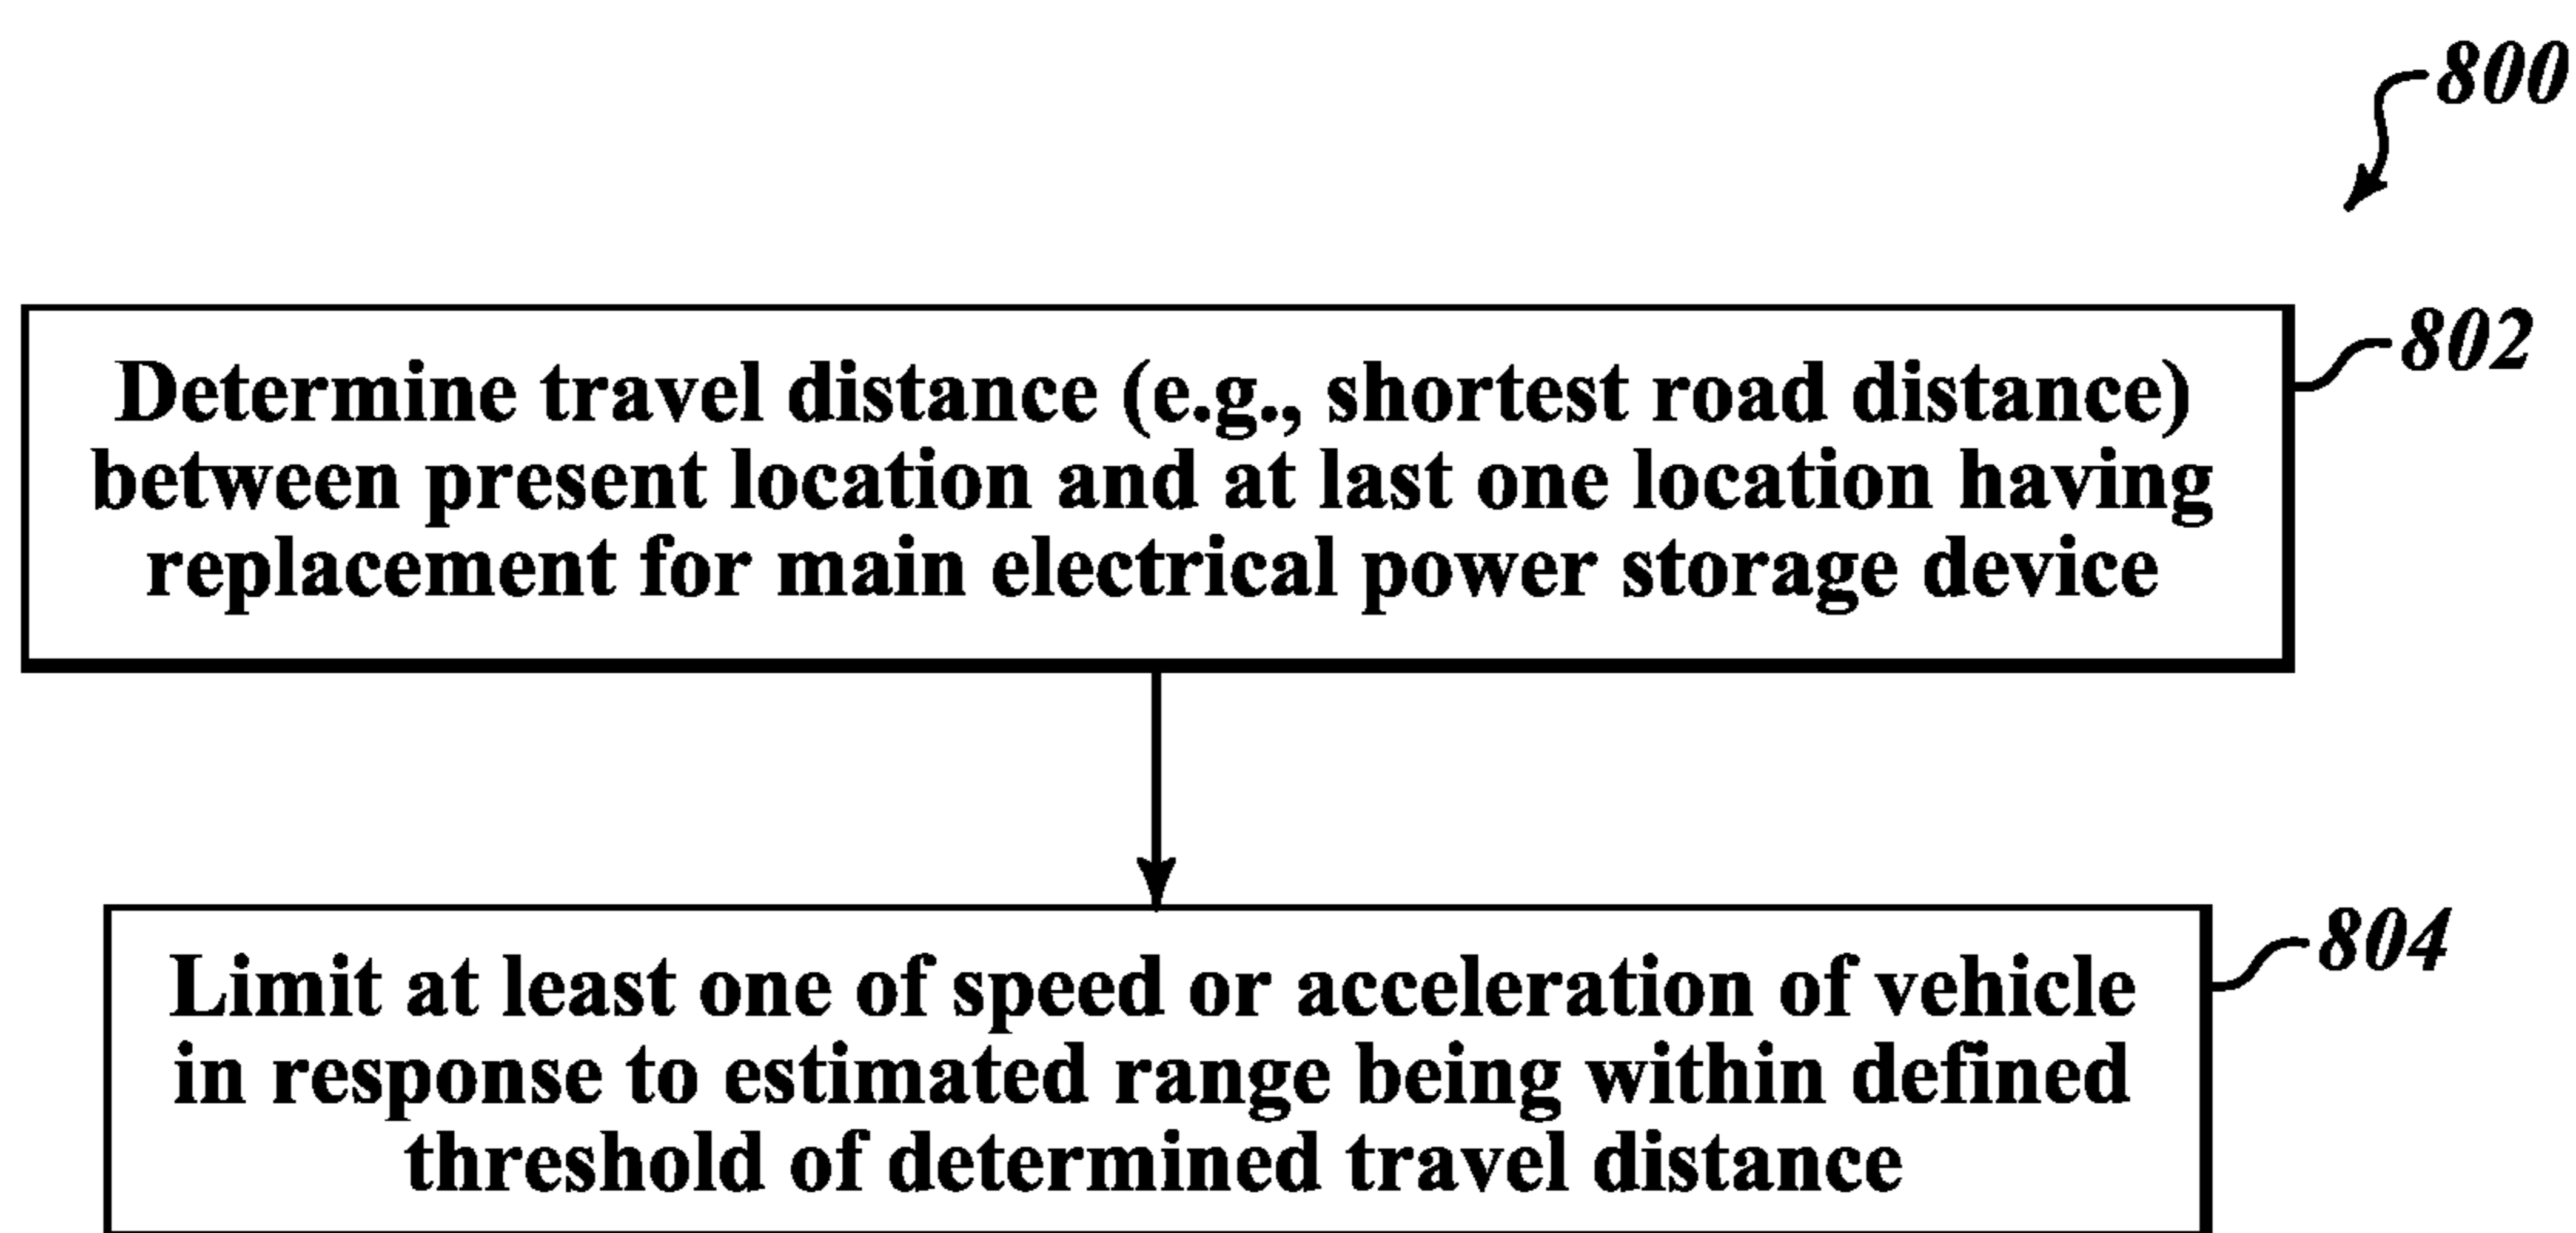 800
802
Determine travel distance (e.g., shortest road distance)
between present location and at last one location having
replacement for main electrical power storage device
804
Limit at least one of speed or acceleration of vehicle
in response to estimated range being within defined
threshold of determined travel distance